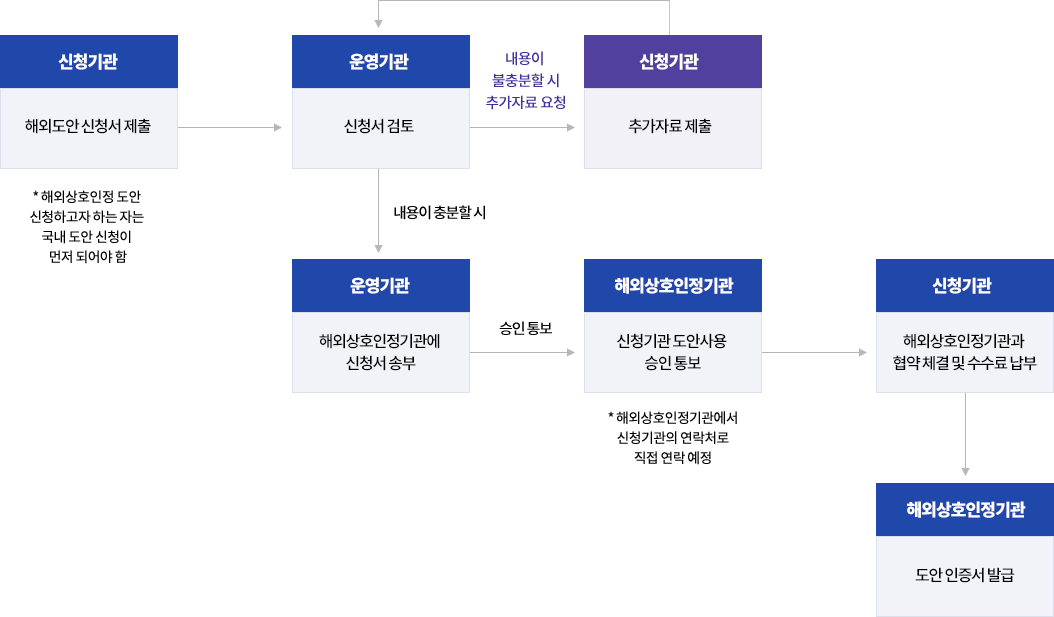 신청기관
해외도안 신청서 제출
* 해외상호인정 도안
신청하고자 하는 자는
국내 도안 신청이
먼저 되어야 함
운영기관
신청서 검토
내용이
불충분할 시
추가자료 요청
신청기관
추가자료 제출
내용이 충분할 시
운영기관
해외상호인정기관에
신청서 송부
승인 통보
해외상호인정기관
신청기관 도안사용
승인 통보
* 해외상호인정기관에서
신청기관의 연락처로
직접 연락 예정
신청기관
해외상호인정기관과
협약 체결 및 수수료 납부
해외상호인정기관
도안 인증서 발급